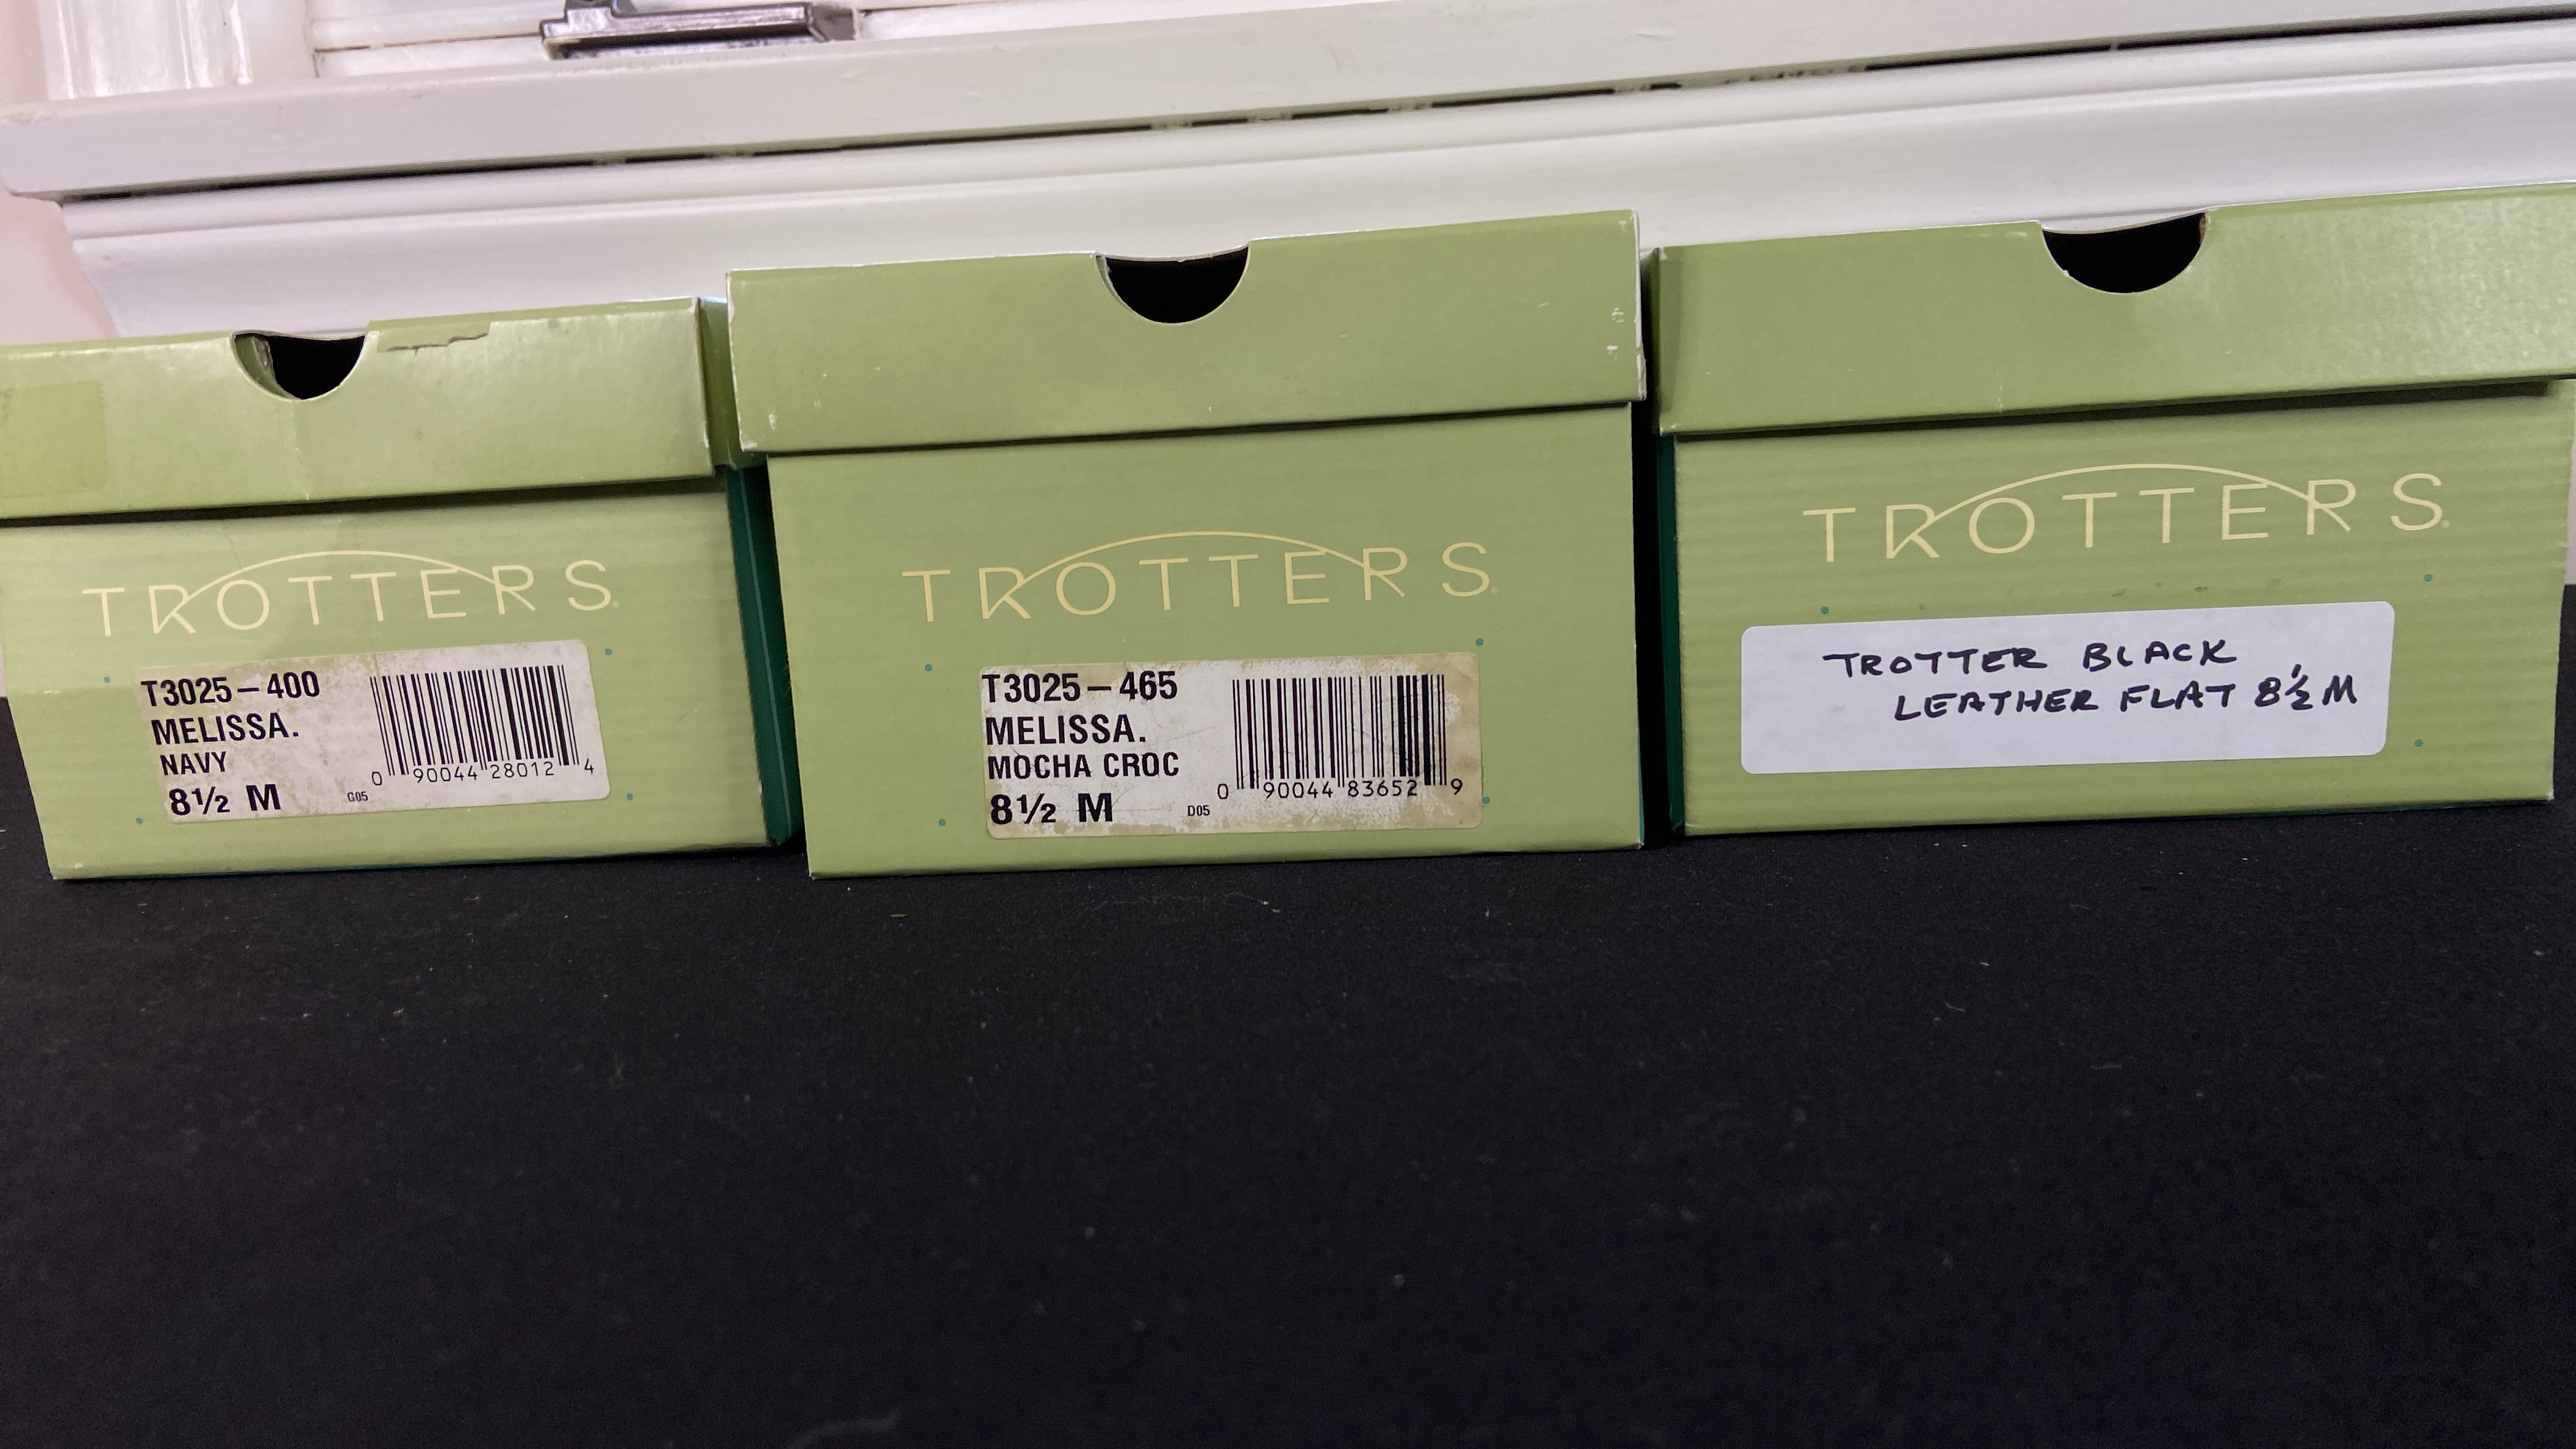 TROTTERS
T3025-400
MELISSA.
NAVY
8½ M
G05
0 90044 28012 4
TROTTERS
T3025-465
MELISSA.
MOCHA CROC
8½ M
D05
0 90044 83652 9
TROTTERS
TROTTER BLACK
LEATHER FLAT 8½ M